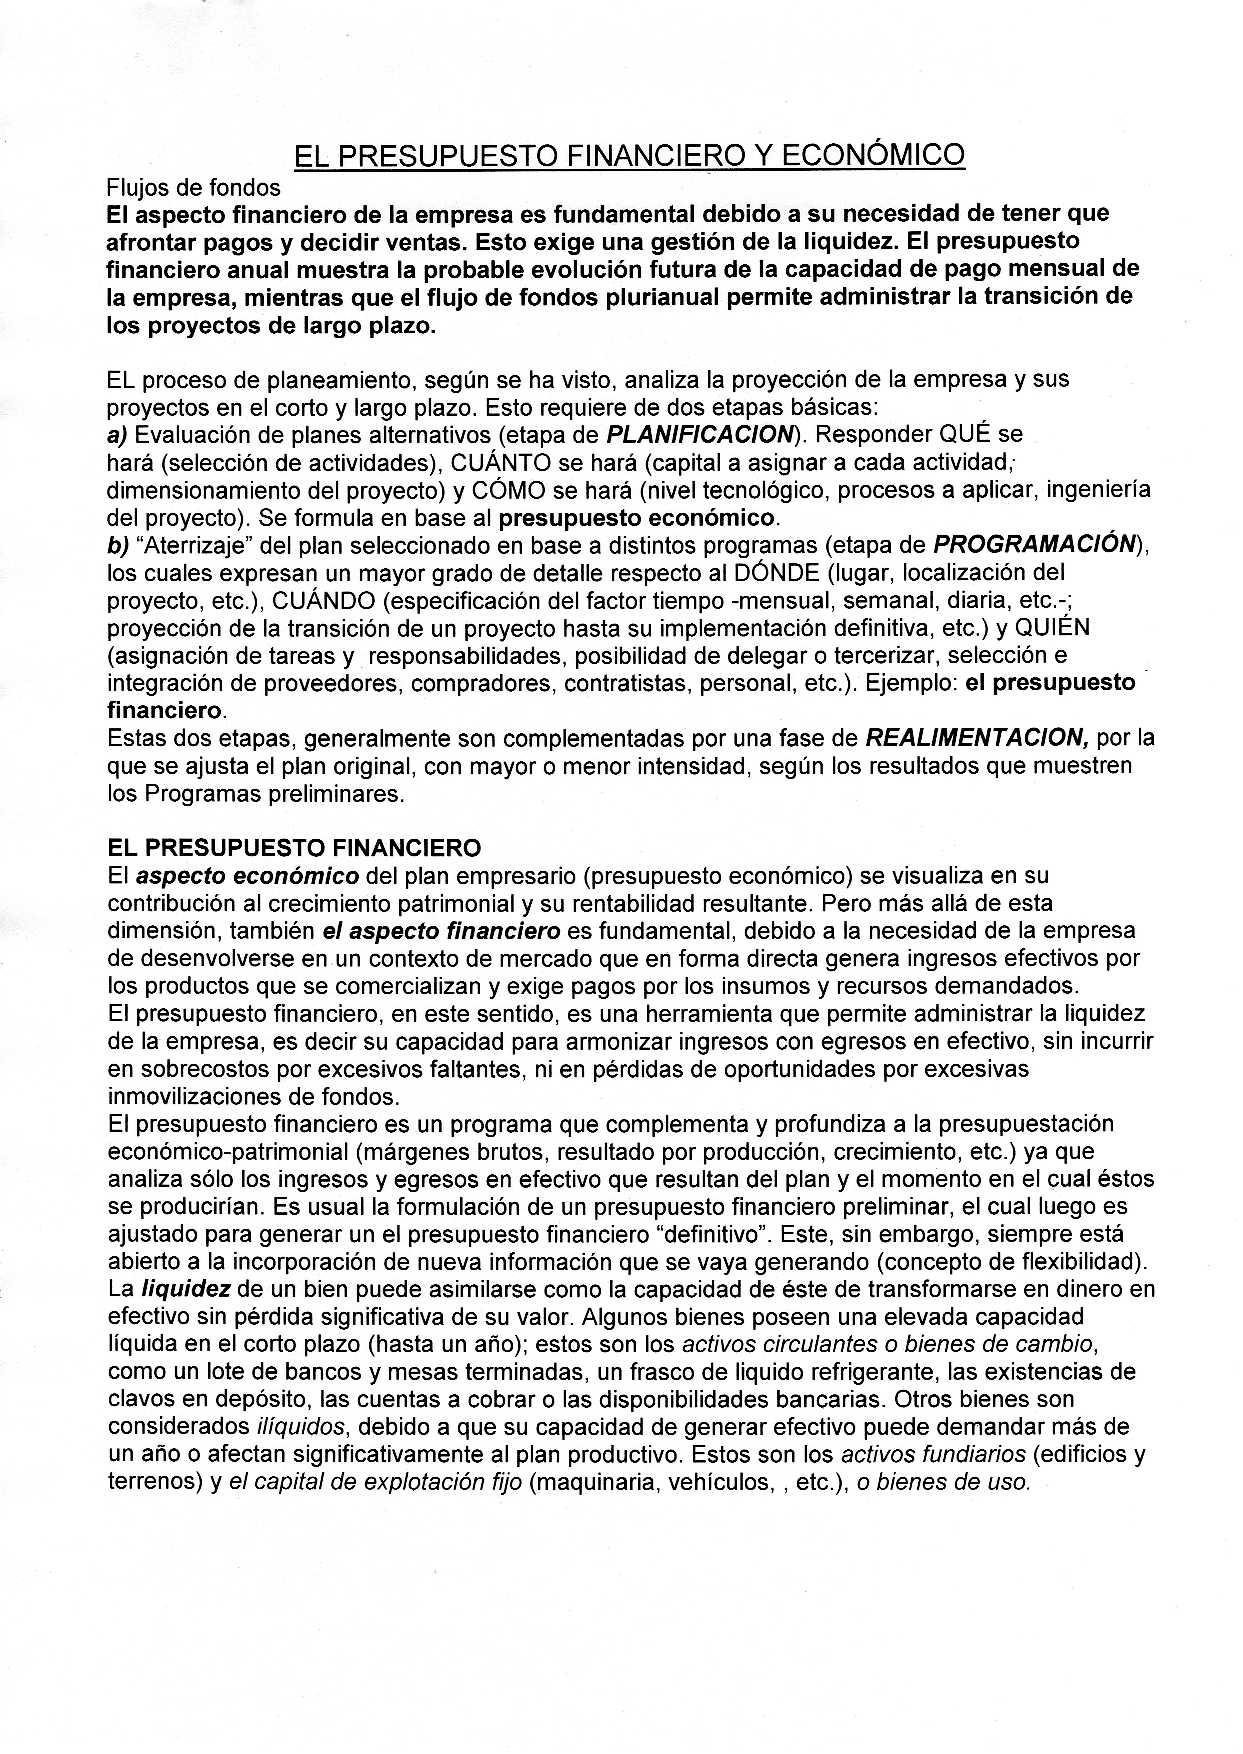 EL PRESUPUESTO FINANCIERO Y ECONÓMICO
Flujos de fondos
El aspecto financiero de la empresa es fundamental debido a su necesidad de tener que
afrontar pagos y decidir ventas. Esto exige una gestión de la liquidez. El presupuesto
financiero anual muestra la probable evolución futura de la capacidad de pago mensual de
la empresa, mientras que el flujo de fondos plurianual permite administrar la transición de
los proyectos de largo plazo.
EL proceso de planeamiento, según se ha visto, analiza la proyección de la empresa y sus
proyectos en el corto y largo plazo. Esto requiere de dos etapas básicas:
a) Evaluación de planes alternativos (etapa de PLANIFICACION). Responder QUÉ se
hará (selección de actividades), CUÁNTO se hará (capital a asignar a cada actividad,
dimensionamiento del proyecto) y CÓMO se hará (nivel tecnológico, procesos a aplicar, ingeniería
del proyecto). Se formula en base al presupuesto económico.
b) “Aterrizaje” del plan seleccionado en base a distintos programas (etapa de PROGRAMACIÓN),
los cuales expresan un mayor grado de detalle respecto al DÓNDE (lugar, localización del
proyecto, etc.), CUÁNDO (especificación del factor tiempo -mensual, semanal, diaria, etc.-;
proyección de la transición de un proyecto hasta su implementación definitiva, etc.) y QUIÉN
(asignación de tareas y responsabilidades, posibilidad de delegar o tercerizar, selección e
integración de proveedores, compradores, contratistas, personal, etc.). Ejemplo: el presupuesto
financiero.
Estas dos etapas, generalmente son complementadas por una fase de REALIMENTACION, por la
que se ajusta el plan original, con mayor o menor intensidad, según los resultados que muestren
los Programas preliminares.
EL PRESUPUESTO FINANCIERO
El aspecto económico del plan empresario (presupuesto económico) se visualiza en su
contribución al crecimiento patrimonial y su rentabilidad resultante. Pero más allá de esta
dimensión, también el aspecto financiero es fundamental, debido a la necesidad de la empresa
de desenvolverse en un contexto de mercado que en forma directa genera ingresos efectivos por
los productos que se comercializan y exige pagos por los insumos y recursos demandados.
El presupuesto financiero, en este sentido, es una herramienta que permite administrar la liquidez
de la empresa, es decir su capacidad para armonizar ingresos con egresos en efectivo, sin incurrir
en sobrecostos por excesivos faltantes, ni en pérdidas de oportunidades por excesivas
inmovilizaciones de fondos.
El presupuesto financiero es un programa que complementa y profundiza a la presupuestación
económico-patrimonial (márgenes brutos, resultado por producción, crecimiento, etc.) ya que
analiza sólo los ingresos y egresos en efectivo que resultan del plan y el momento en el cual éstos
se producirían. Es usual la formulación de un presupuesto financiero preliminar, el cual luego es
ajustado para generar un el presupuesto financiero “definitivo”. Este, sin embargo, siempre está
abierto a la incorporación de nueva información que se vaya generando (concepto de flexibilidad).
La liquidez de un bien puede asimilarse como la capacidad de éste de transformarse en dinero en
efectivo sin pérdida significativa de su valor. Algunos bienes poseen una elevada capacidad
líquida en el corto plazo (hasta un año); estos son los activos circulantes o bienes de cambio,
como un lote de bancos y mesas terminadas, un frasco de liquido refrigerante, las existencias de
clavos en depósito, las cuentas a cobrar o las disponibilidades bancarias. Otros bienes son
considerados ilíquidos, debido a que su capacidad de generar efectivo puede demandar más de
un año o afectan significativamente al plan productivo. Estos son los activos fundiarios (edificios y
terrenos) y el capital de explotación fijo (maquinaria, vehículos, , etc.), o bienes de uso.